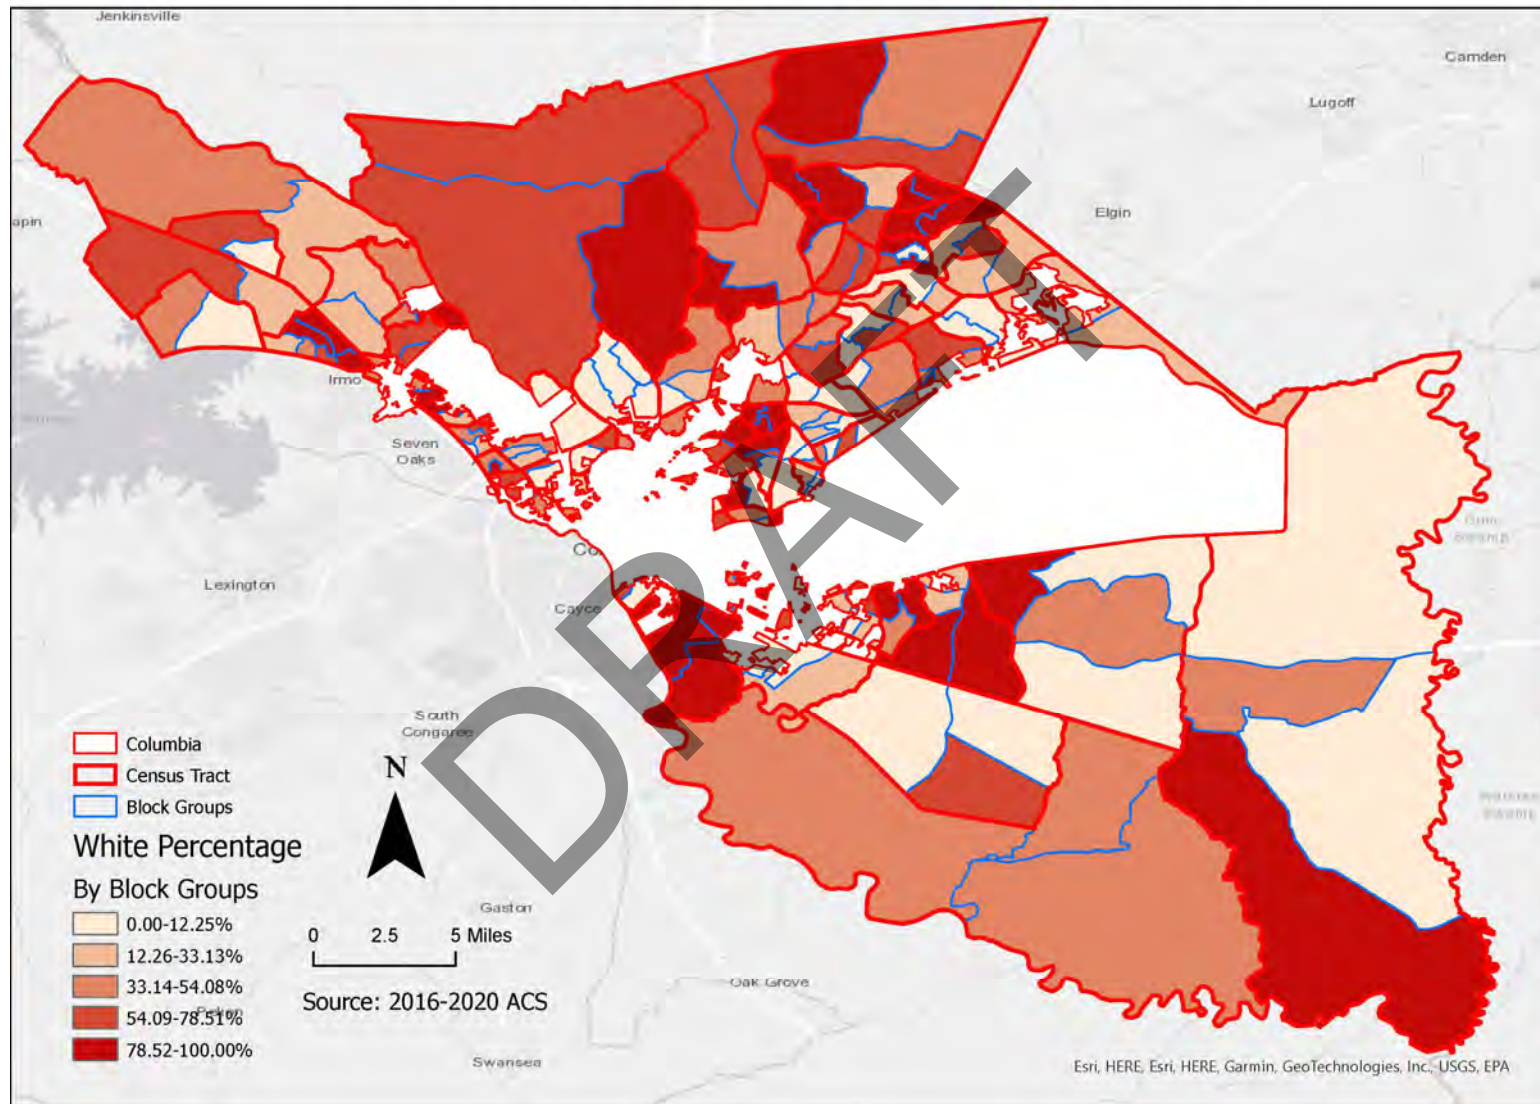 Jenkinsville
Camden
Lugoff
Elgin
apin
Irmo
Seven
Oaks
Lexington
Cayce
South
Congaree
Columbia
Census Tract
Block Groups
White Percentage
By Block Groups
0.00-12.25%
12.26-33.13%
33.14-54.08%
54.09-78.51%
78.52-100.00%
N
0 2.5 5 Miles
Source: 2016-2020 ACS
Gaston
Oak Grove
Swansea
Esri, HERE, Esri, HERE, Garmin, GeoTechnologies, Inc., USGS, EPA
DRAFT